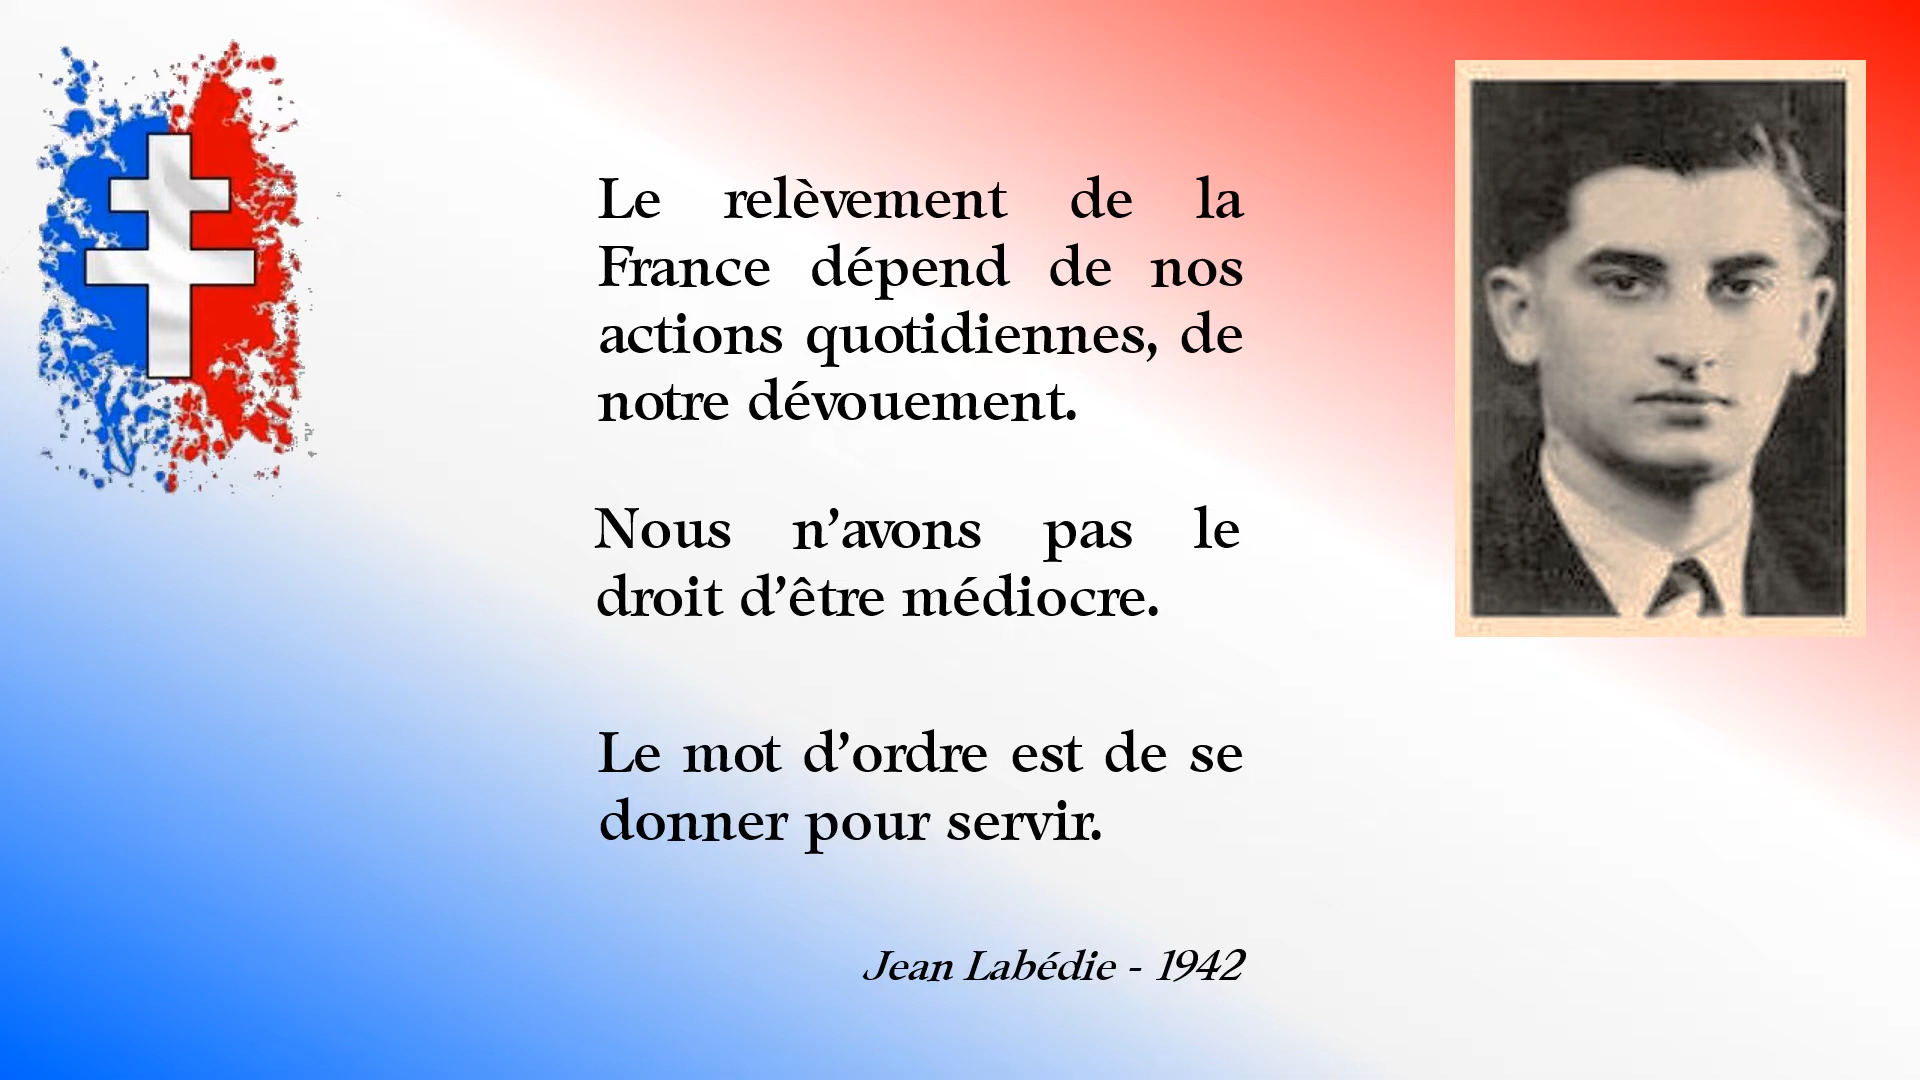 Le relèvement de la
France dépend de nos
actions quotidiennes, de
notre dévouement.
Nous n’avons pas le
droit d’être médiocre.
Le mot d’ordre est de se
donner pour servir.
Jean Labédie - 1942